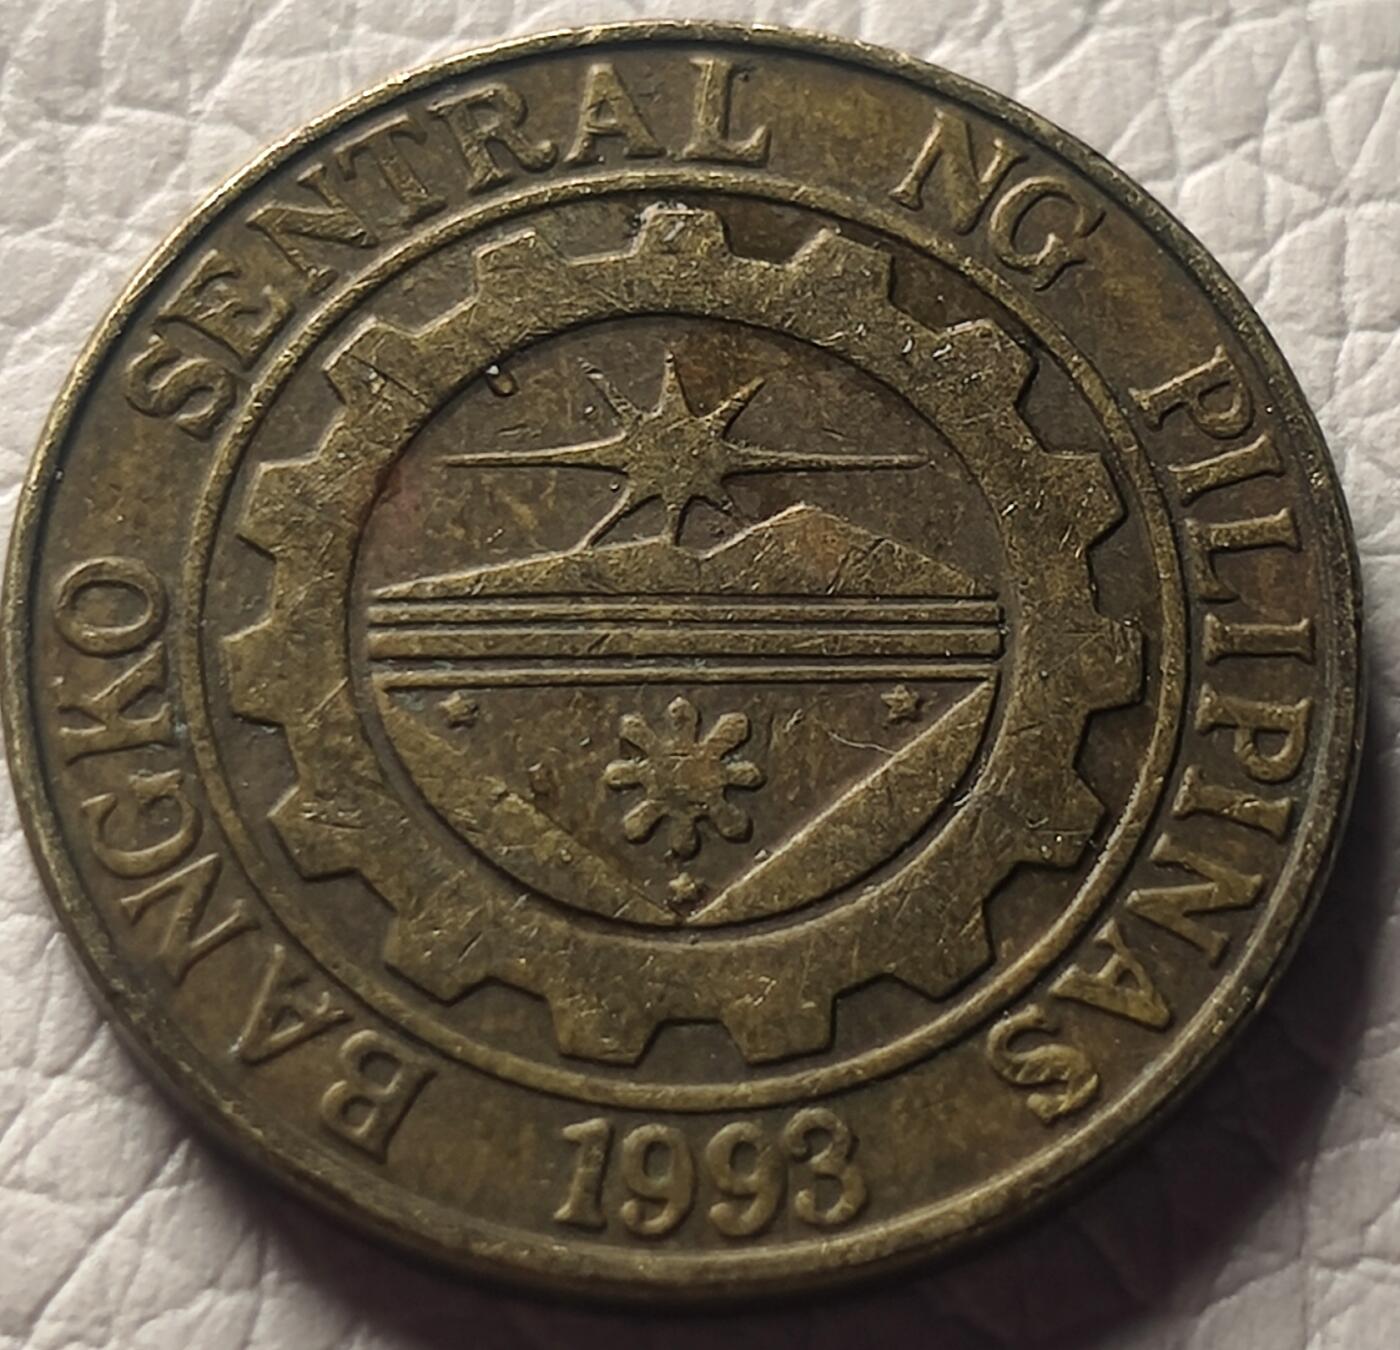 BANGKO SENTRAL NG PILIPINAS
1993